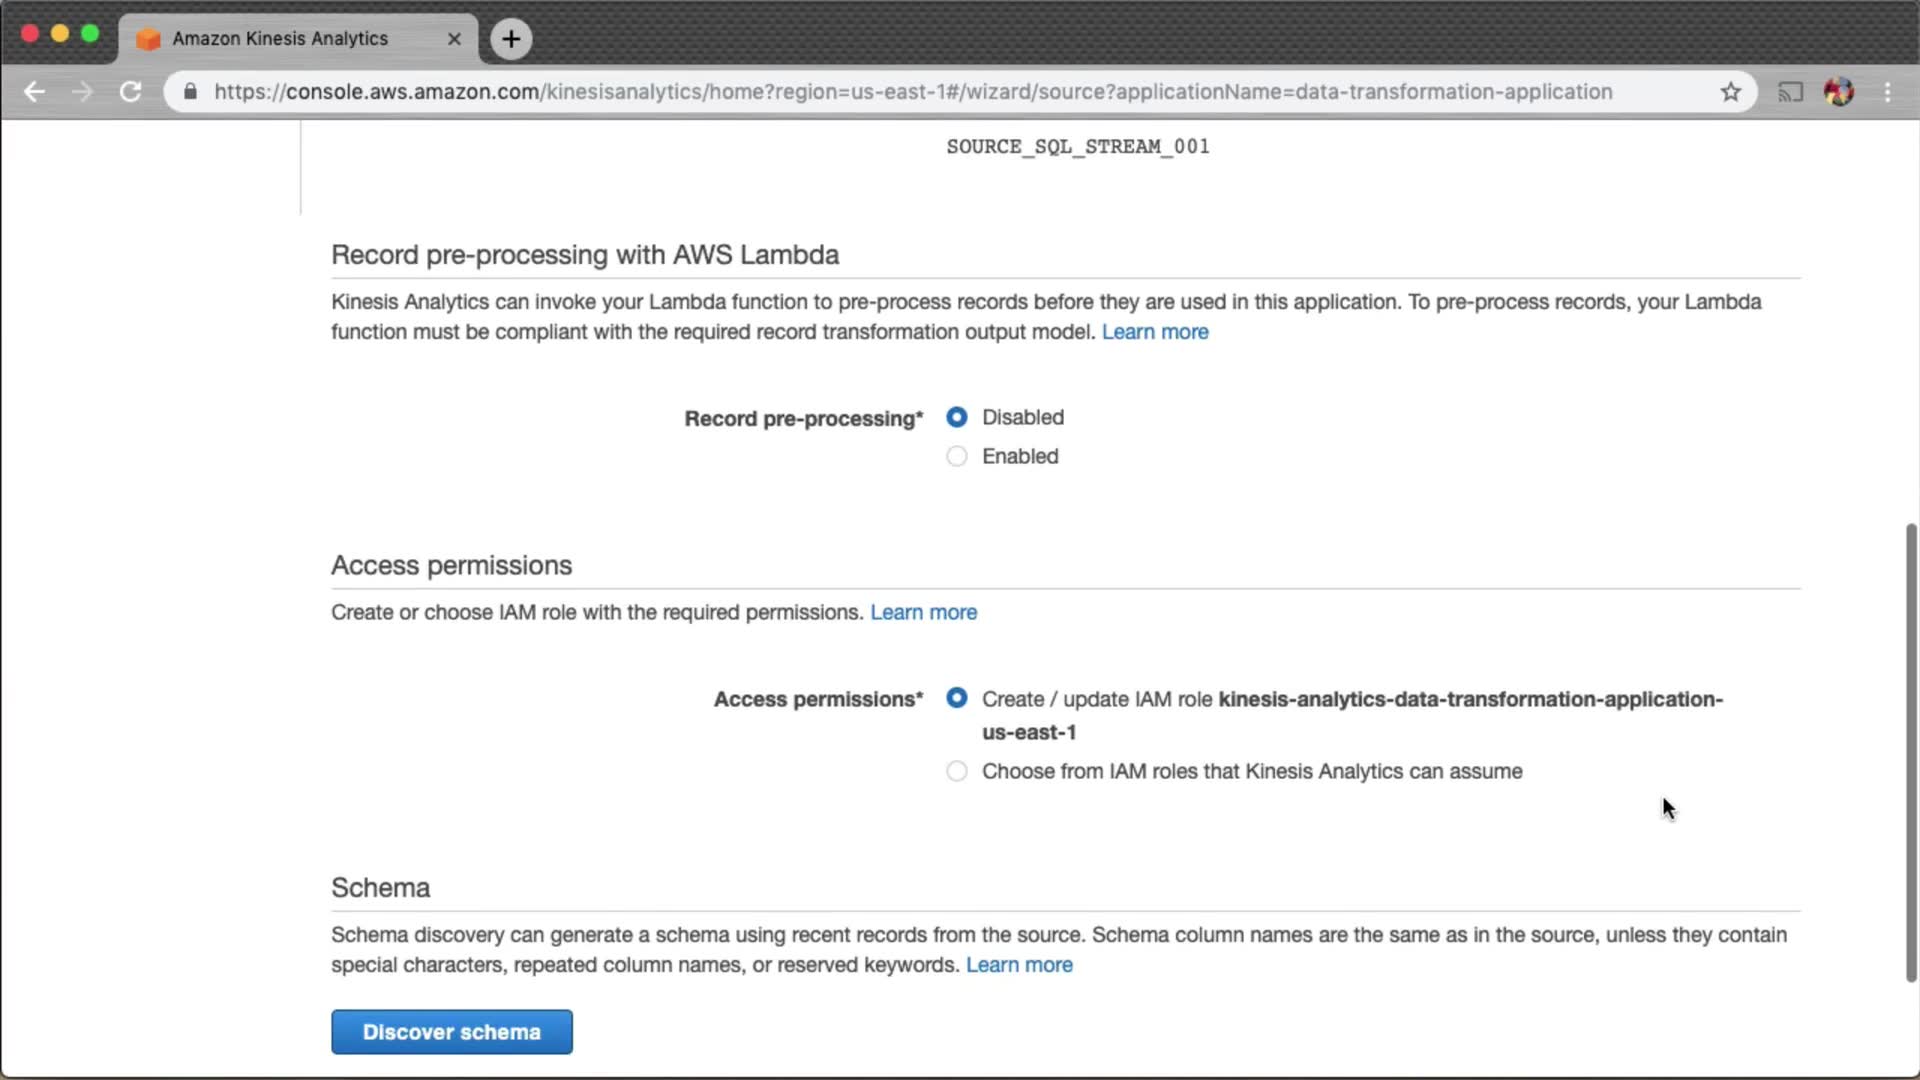 Amazon Kinesis Analytics
https://console.aws.amazon.com/kinesisanalytics/home?region=us-east-1#/wizard/source?applicationName=data-transformation-application
SOURCE_SQL_STREAM_001
Record pre-processing with AWS Lambda
Kinesis Analytics can invoke your Lambda function to pre-process records before they are used in this application. To pre-process records, your Lambda
function must be compliant with the required record transformation output model. Learn more
Record pre-processing* Disabled
Enabled
Access permissions
Create or choose IAM role with the required permissions. Learn more
Access permissions* Create / update IAM role kinesis-analytics-data-transformation-application-
us-east-1
Choose from IAM roles that Kinesis Analytics can assume
Schema
Schema discovery can generate a schema using recent records from the source. Schema column names are the same as in the source, unless they contain
special characters, repeated column names, or reserved keywords. Learn more
Discover schema